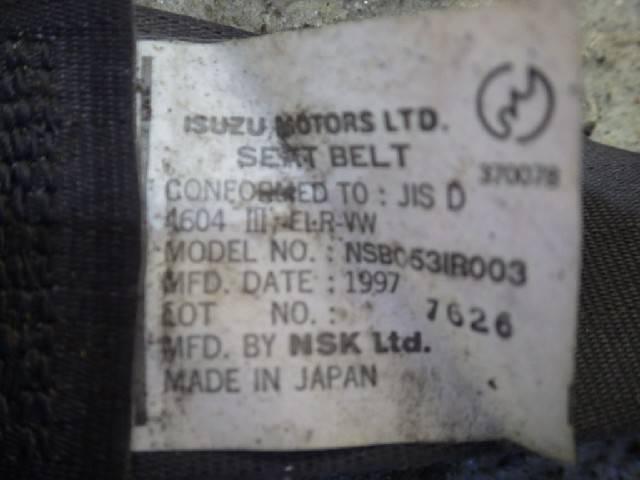 ISUZU MOTORS LTD.
SEAT BELT
370078
CONFORMED TO : JIS D
4604 III-ELR-VW
MODEL NO. : NSB053IR003
MFD. DATE : 1997
LOT NO. : 7626
MFD. BY NSK Ltd.
MADE IN JAPAN